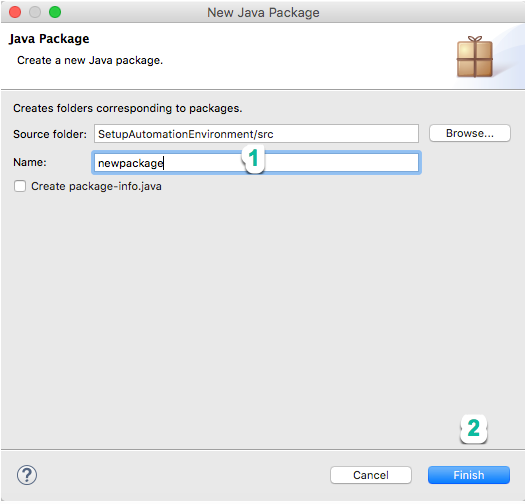 New Java Package
Java Package
Create a new Java package.
Creates folders corresponding to packages.
Source folder: SetupAutomationEnvironment/src Browse...
Name: newpackage 1
Create package-info.java
2
? Cancel Finish